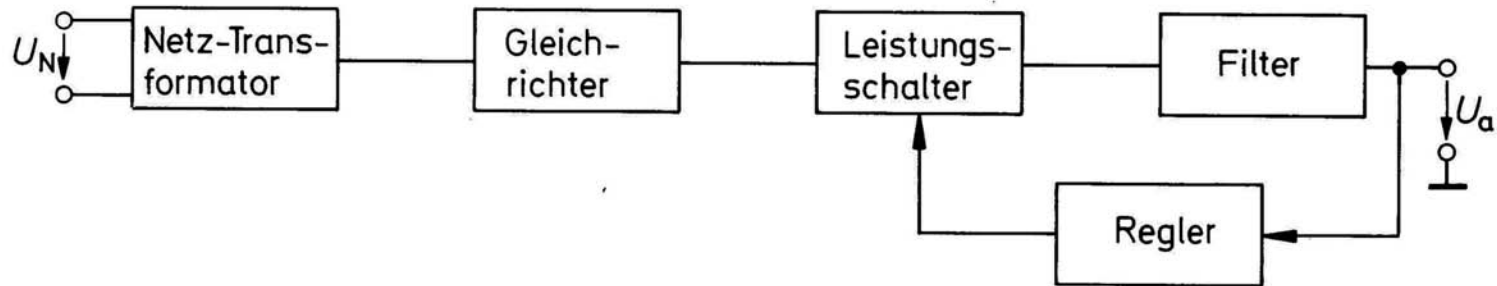 U_N
Netz-Trans-
formator
Gleich-
richter
Leistungs-
schalter
Filter
U_a
Regler